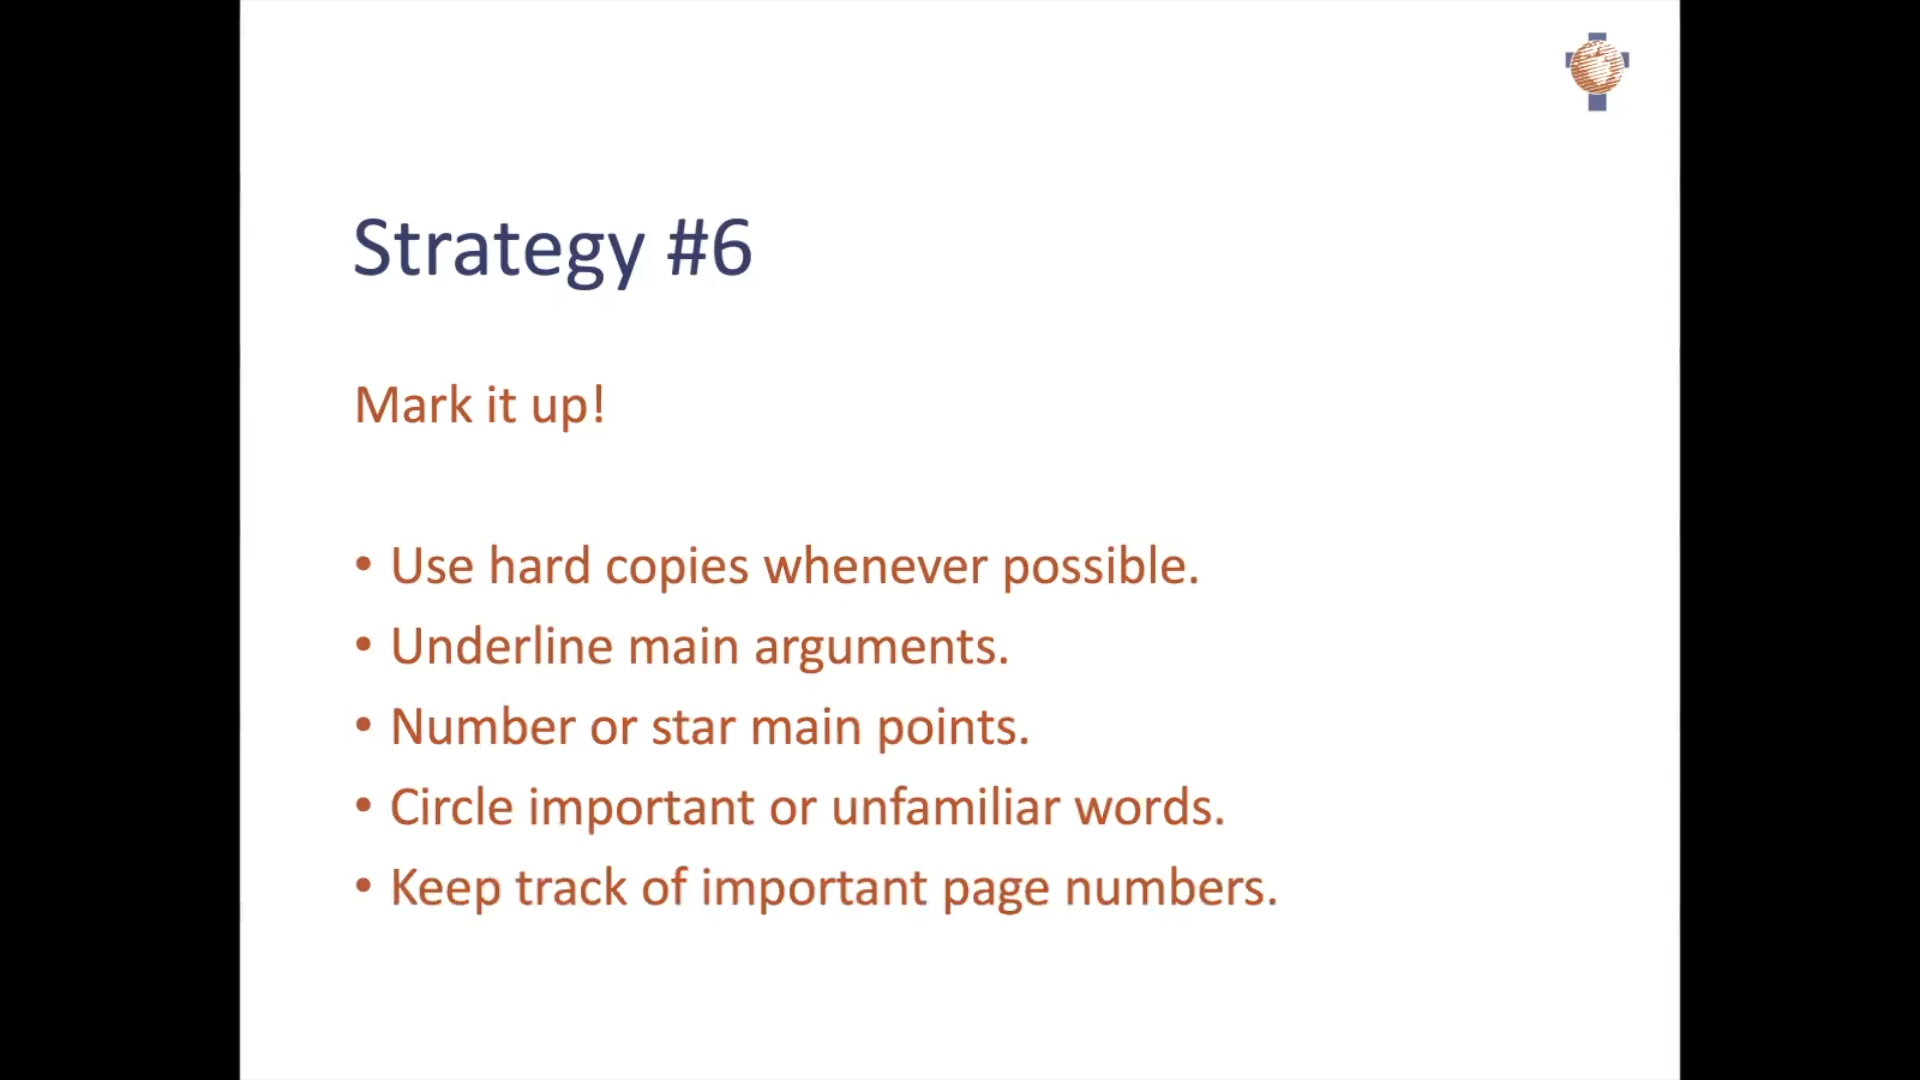 Strategy #6
Mark it up!
• Use hard copies whenever possible.
• Underline main arguments.
• Number or star main points.
• Circle important or unfamiliar words.
• Keep track of important page numbers.